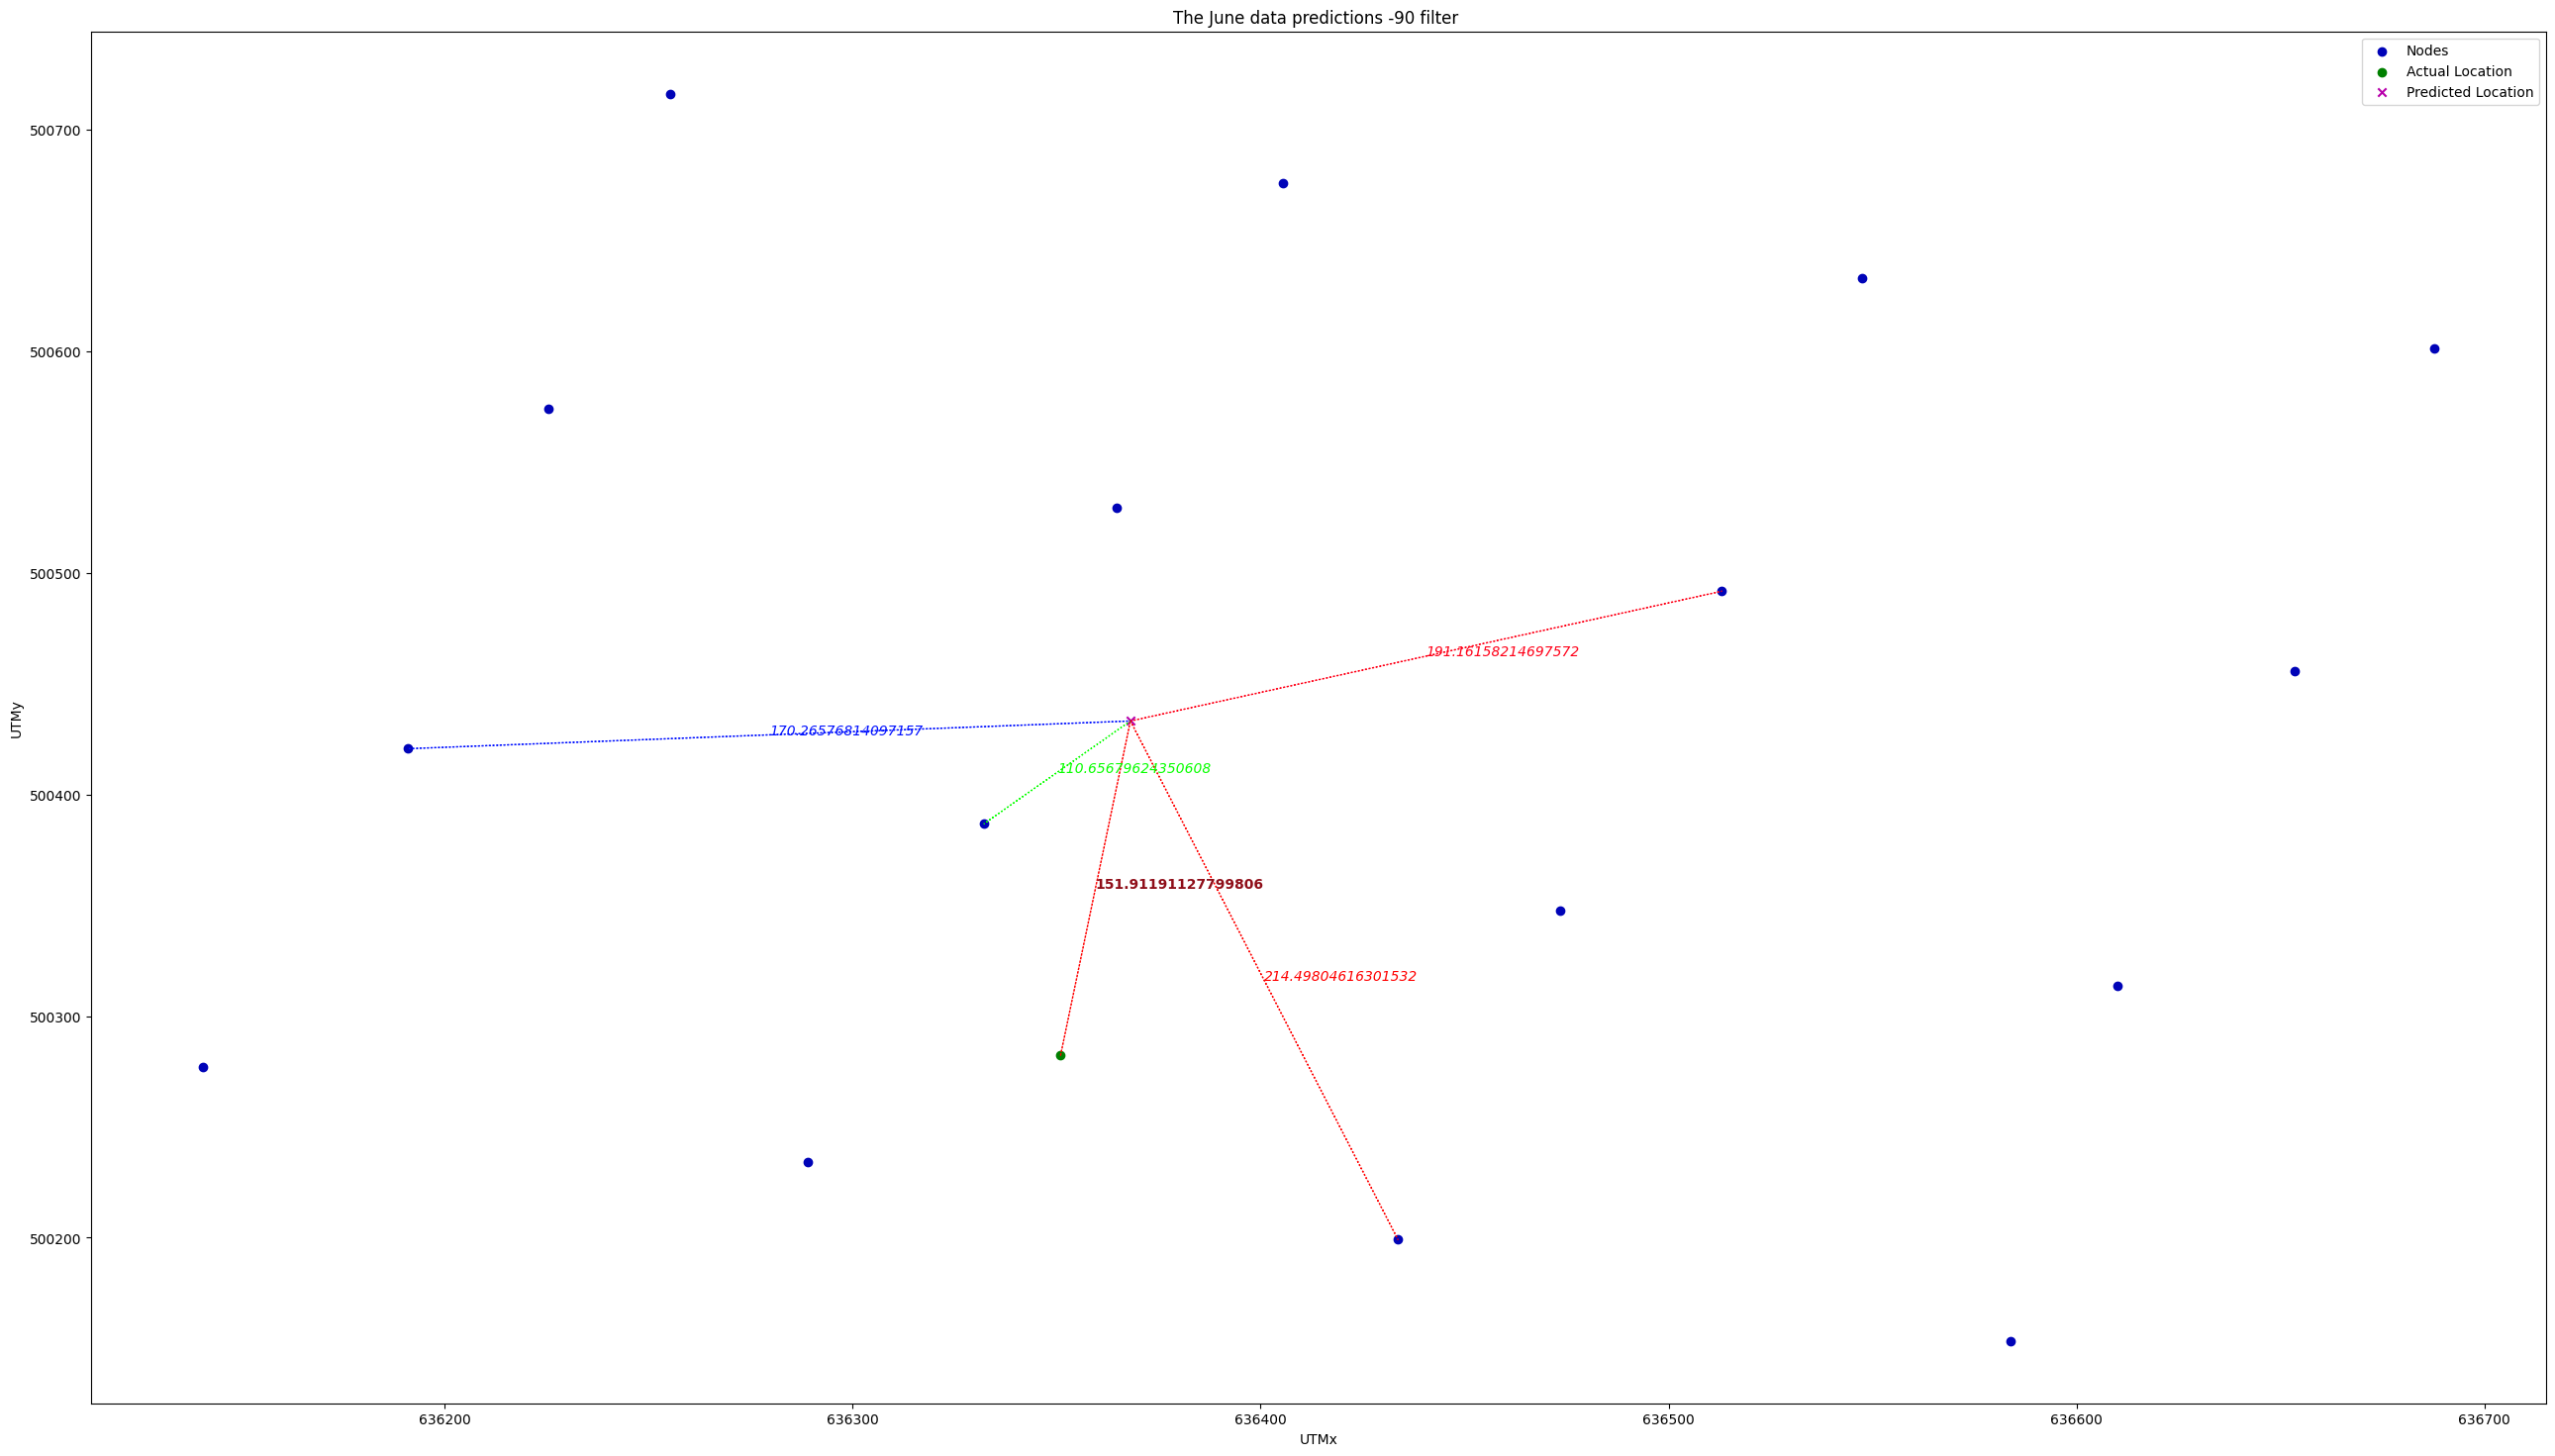 The June data predictions -90 filter
Nodes
Actual Location
Predicted Location
500700
500600
500500
500400
500300
500200
UTMy
191.16158214697572
170.26576814097157
110.65679624350608
151.91191127799806
214.49804616301532
636200
636300
636400
636500
636600
636700
UTMx